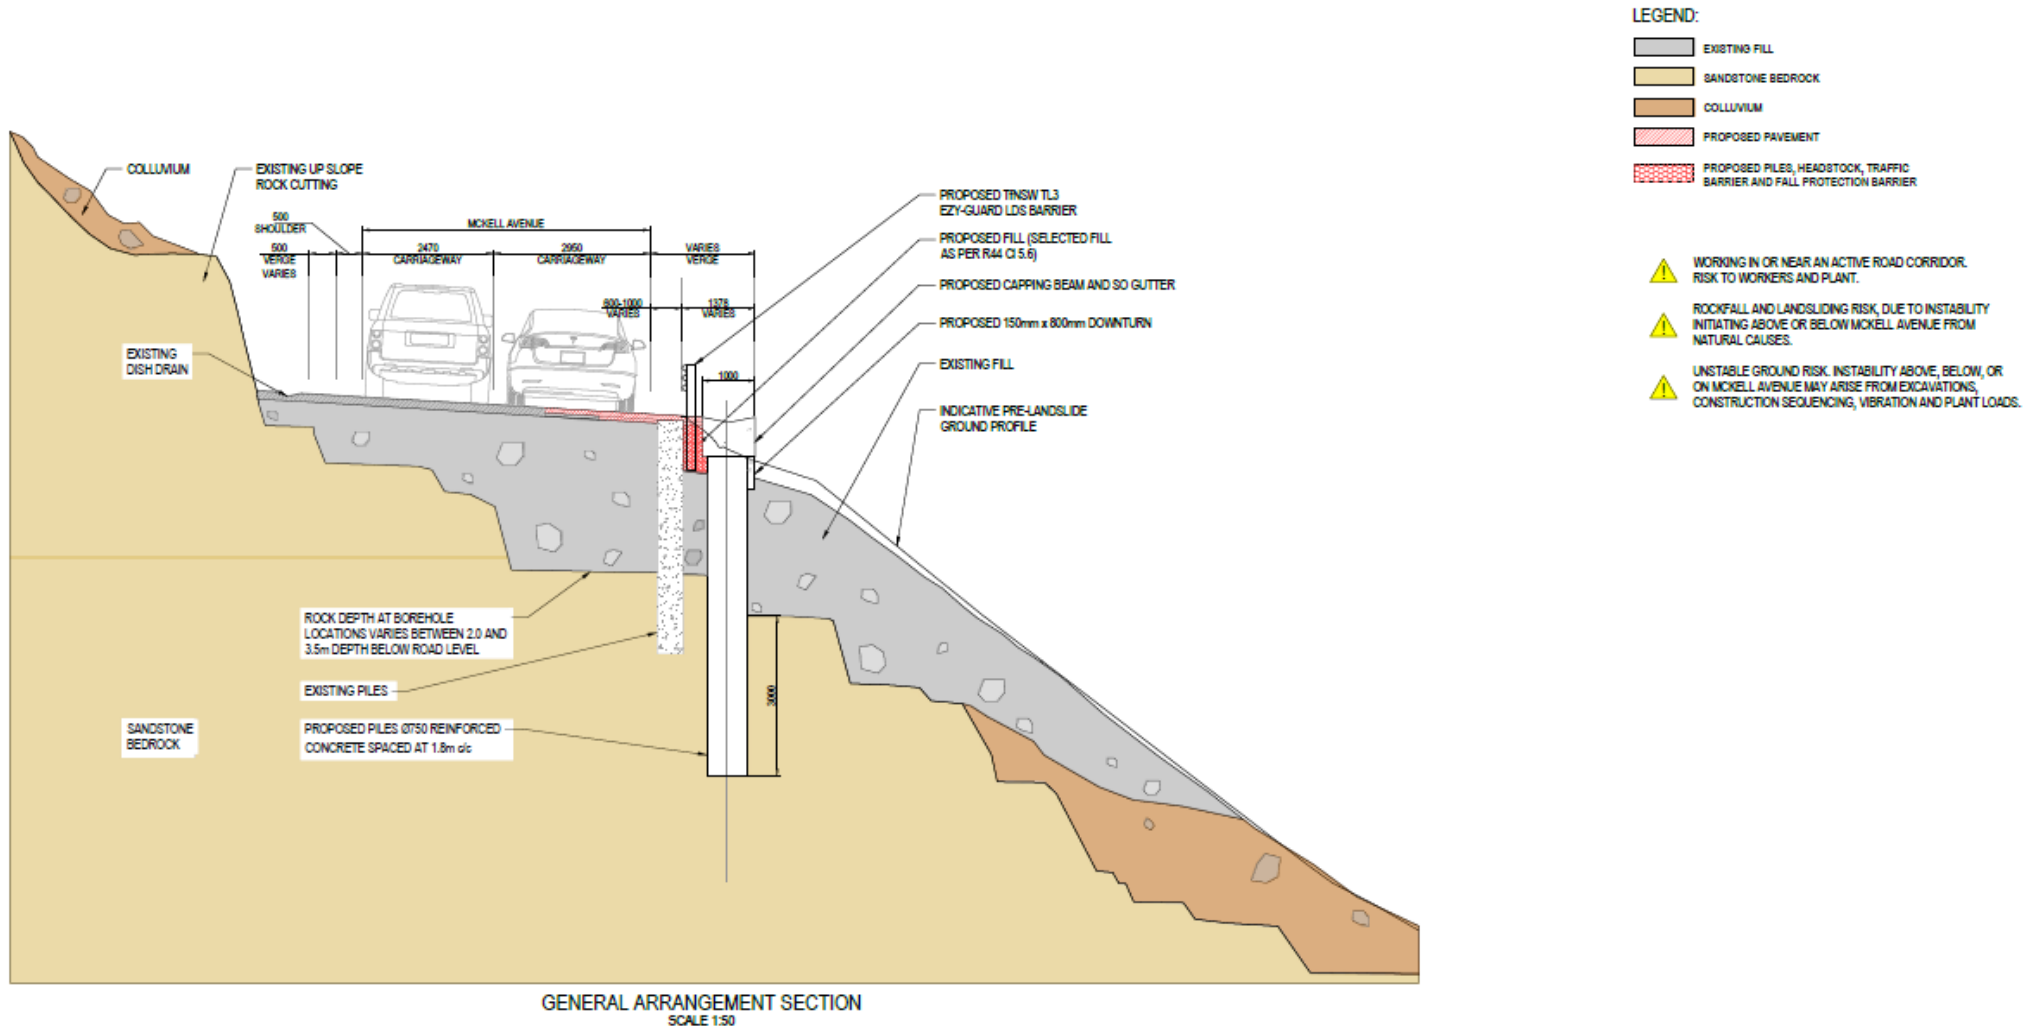 LEGEND:
EXISTING FILL
SANDSTONE BEDROCK
COLLUVIUM
PROPOSED PAVEMENT
PROPOSED PILES, HEADSTOCK, TRAFFIC
BARRIER AND FALL PROTECTION BARRIER
WORKING IN OR NEAR AN ACTIVE ROAD CORRIDOR.
RISK TO WORKERS AND PLANT.
ROCKFALL AND LANDSLIDING RISK, DUE TO INSTABILITY
INITIATING ABOVE OR BELOW MCKELL AVENUE FROM
NATURAL CAUSES.
UNSTABLE GROUND RISK. INSTABILITY ABOVE, BELOW, OR
ON MCKELL AVENUE MAY ARISE FROM EXCAVATIONS,
CONSTRUCTION SEQUENCING, VIBRATION AND PLANT LOADS.
COLLUVIUM
EXISTING UP SLOPE
ROCK CUTTING
500
SHOULDER
500
VERGE
VARIES
MCKELL AVENUE
2470
CARRIAGEWAY
2950
CARRIAGEWAY
VARIES
VERGE
600-1000
VARIES
1378
VARIES
1000
EXISTING
DISH DRAIN
PROPOSED TfNSW TL3
EZY-GUARD LDS BARRIER
PROPOSED FILL (SELECTED FILL
AS PER R44 Cl 5.6)
PROPOSED CAPPING BEAM AND SO GUTTER
PROPOSED 150mm x 800mm DOWNTURN
EXISTING FILL
INDICATIVE PRE-LANDSLIDE
GROUND PROFILE
ROCK DEPTH AT BOREHOLE
LOCATIONS VARIES BETWEEN 2.0 AND
3.5m DEPTH BELOW ROAD LEVEL
EXISTING PILES
PROPOSED PILES Ø750 REINFORCED
CONCRETE SPACED AT 1.8m c/c
3000
SANDSTONE
BEDROCK
GENERAL ARRANGEMENT SECTION
SCALE 1:50